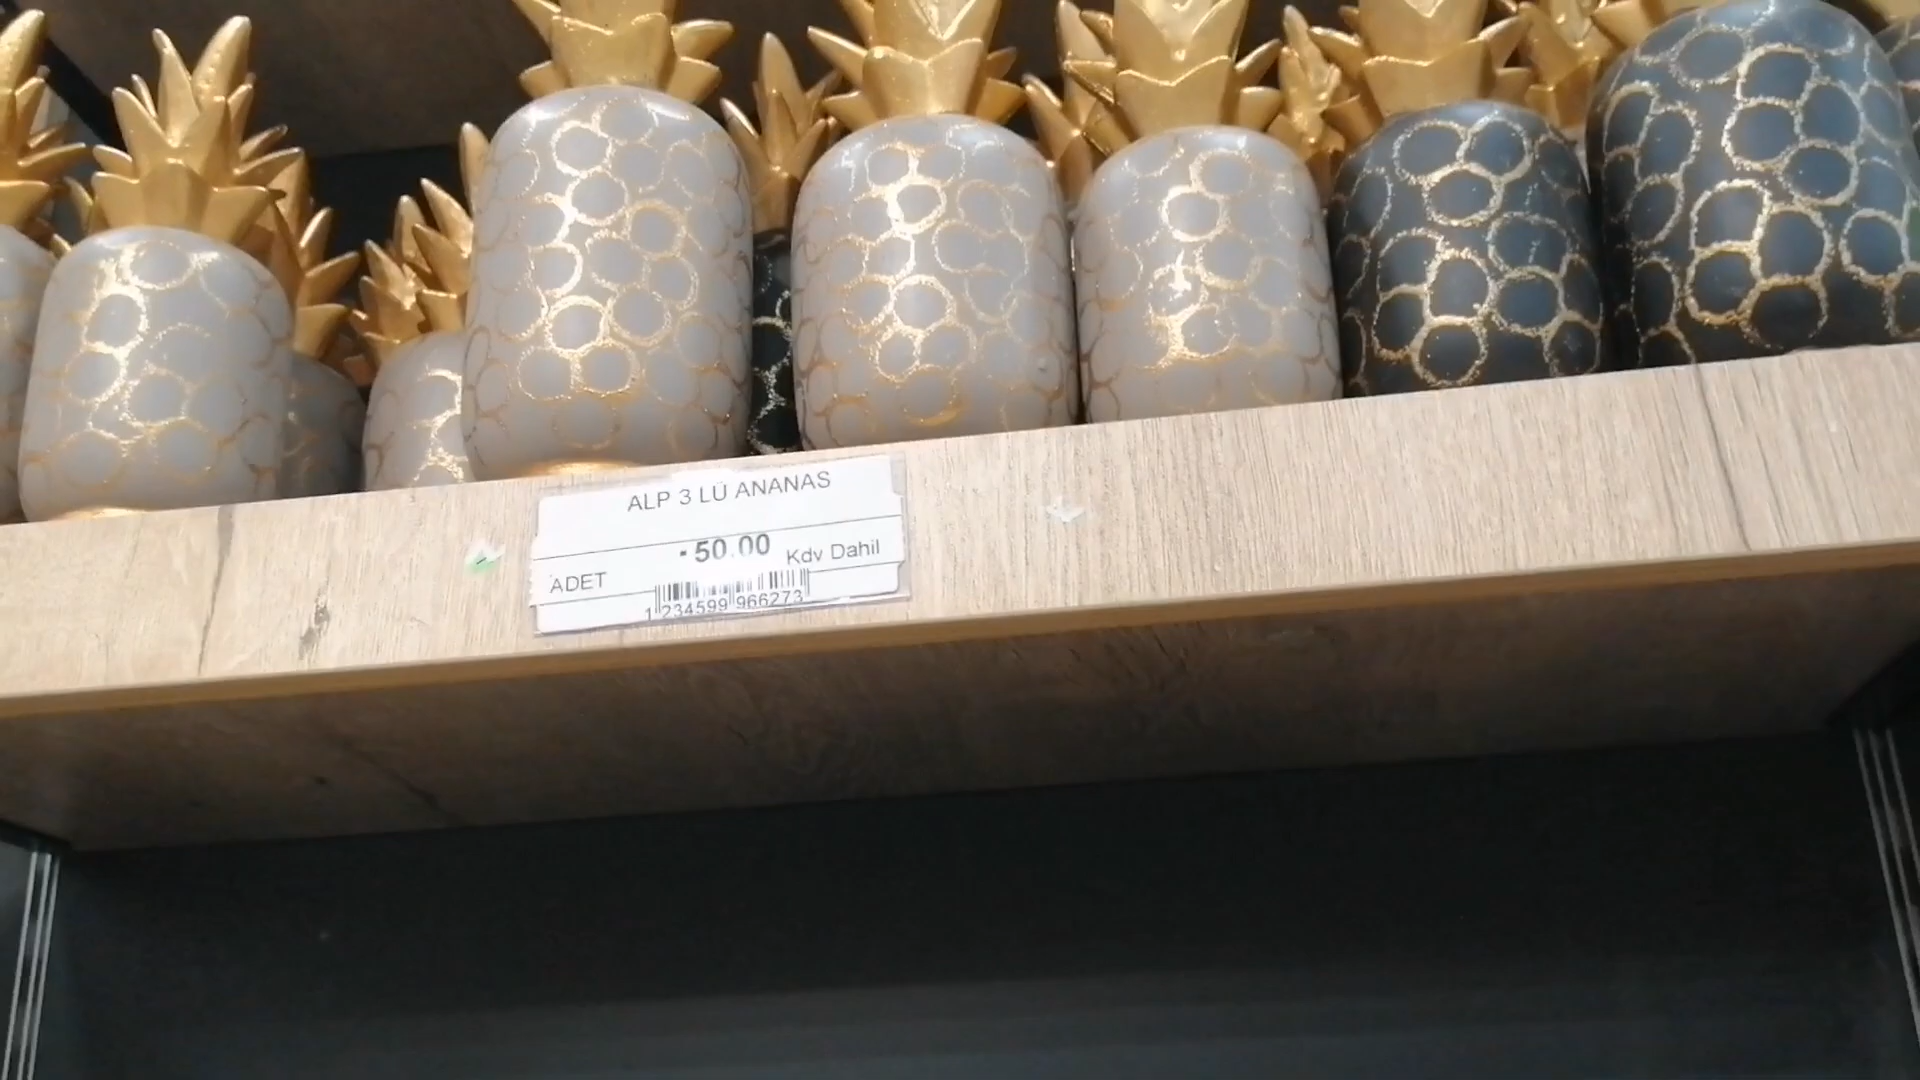 ALP 3 LÜ ANANAS
·50.00 Kdv Dahil
ADET
1 234599 966273